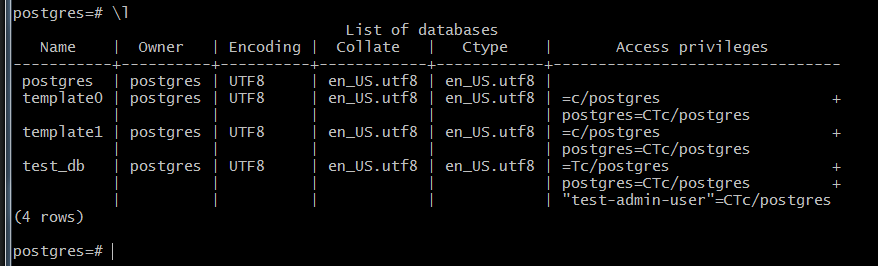 postgres=# \l
                                 List of databases
   Name    |  Owner   | Encoding |  Collate   |   Ctype    |       Access privileges
-----------+----------+----------+------------+------------+--------------------------------
 postgres  | postgres | UTF8     | en_US.utf8 | en_US.utf8 |
 template0 | postgres | UTF8     | en_US.utf8 | en_US.utf8 | =c/postgres                   +
           |          |          |            |            | postgres=CTc/postgres
 template1 | postgres | UTF8     | en_US.utf8 | en_US.utf8 | =c/postgres                   +
           |          |          |            |            | postgres=CTc/postgres
 test_db   | postgres | UTF8     | en_US.utf8 | en_US.utf8 | =Tc/postgres                  +
           |          |          |            |            | postgres=CTc/postgres         +
           |          |          |            |            | "test-admin-user"=CTc/postgres
(4 rows)
postgres=#